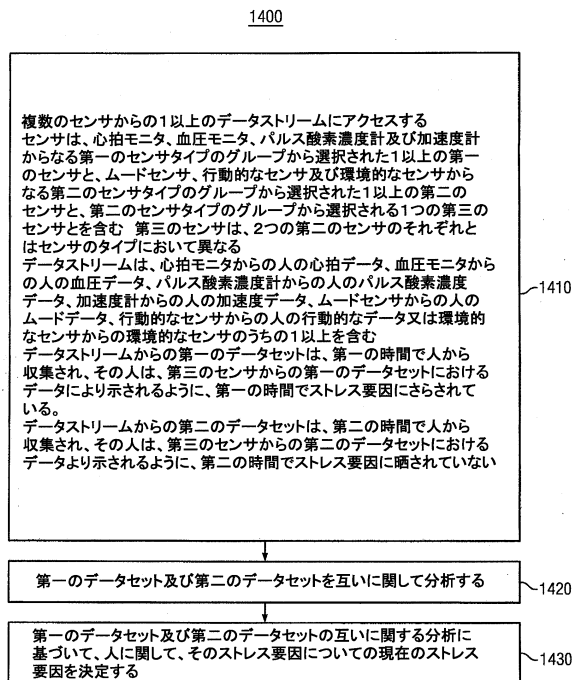 1400
複数のセンサからの1以上のデータストリームにアクセスする
センサは、心拍モニタ、血圧モニタ、パルス酸素濃度計及び加速度計
からなる第一のセンサタイプのグループから選択された1以上の第一
のセンサと、ムードセンサ、行動的なセンサ及び環境的なセンサから
なる第二のセンサタイプのグループから選択された1以上の第二の
センサと、第二のセンサタイプのグループから選択される1つの第三の
センサとを含む 第三のセンサは、2つの第二のセンサのそれぞれと
はセンサのタイプにおいて異なる
データストリームは、心拍モニタからの人の心拍データ、血圧モニタから
の人の血圧データ、パルス酸素濃度計からの人のパルス酸素濃度
データ、加速度計からの人の加速度データ、ムードセンサからの人の
ムードデータ、行動的なセンサからの人の行動的なデータ又は環境的
なセンサからの環境的なセンサのうちの1以上を含む
データストリームからの第一のデータセットは、第一の時間で人から
収集され、その人は、第三のセンサからの第一のデータセットにおける
データにより示されるように、第一の時間でストレス要因にさらされて
いる。
データストリームからの第二のデータセットは、第二の時間で人から
収集され、その人は、第三のセンサからの第二のデータセットにおける
データより示されるように、第二の時間でストレス要因に晒されていない
1410
第一のデータセット及び第二のデータセットを互いに関して分析する
1420
第一のデータセット及び第二のデータセットの互いに関する分析に
基づいて、人に関して、そのストレス要因についての現在のストレス
要因を決定する
1430